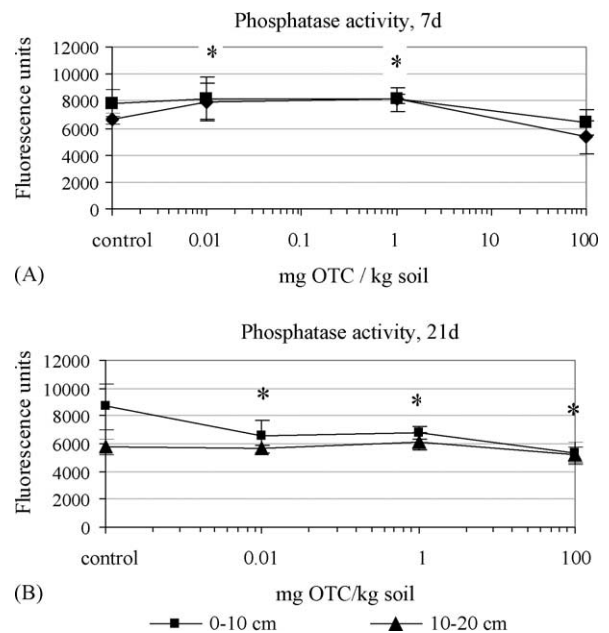 Phosphatase activity, 7d
12000
10000
8000
6000
4000
2000
0
Fluorescence units
* *
control 0.01 0.1 1 10 100
(A)
mg OTC / kg soil
Phosphatase activity, 21d
12000
10000
8000
6000
4000
2000
0
Fluorescence units
* * *
control 0.01 1 100
(B)
mg OTC/kg soil
0-10 cm 10-20 cm